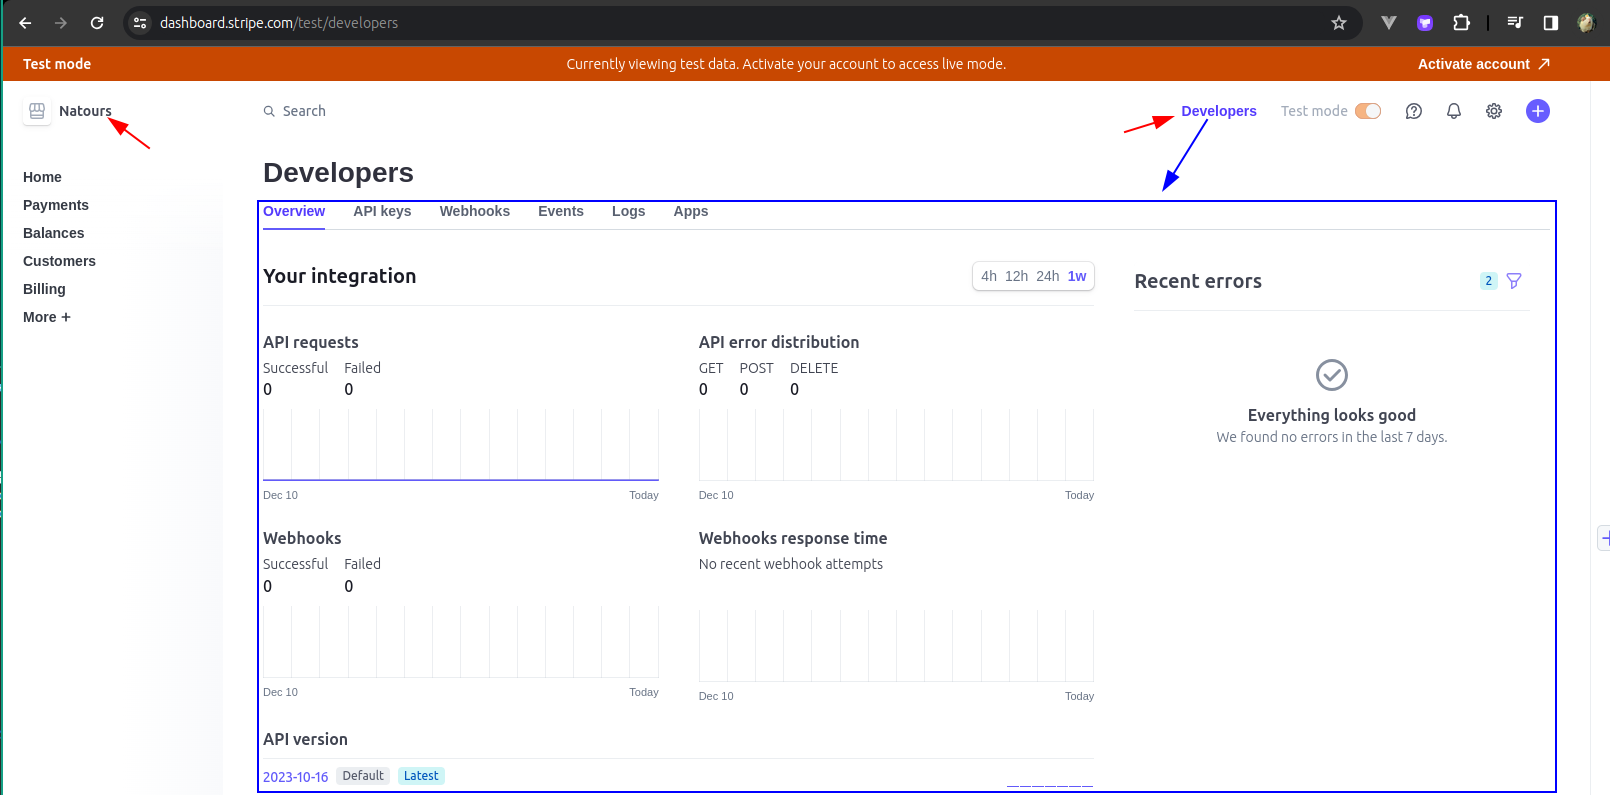 dashboard.stripe.com/test/developers
Test mode
Currently viewing test data. Activate your account to access live mode.
Activate account
Natours
Search
Developers
Test mode
Developers
Home
Payments
Balances
Customers
Billing
More +
Overview API keys Webhooks Events Logs Apps
Your integration
4h 12h 24h 1w
Recent errors
2
API requests
Successful Failed
0 0
Dec 10 Today
API error distribution
GET POST DELETE
0 0 0
Dec 10 Today
Everything looks good
We found no errors in the last 7 days.
Webhooks
Successful Failed
0 0
Dec 10 Today
Webhooks response time
No recent webhook attempts
Dec 10 Today
API version
2023-10-16 Default Latest